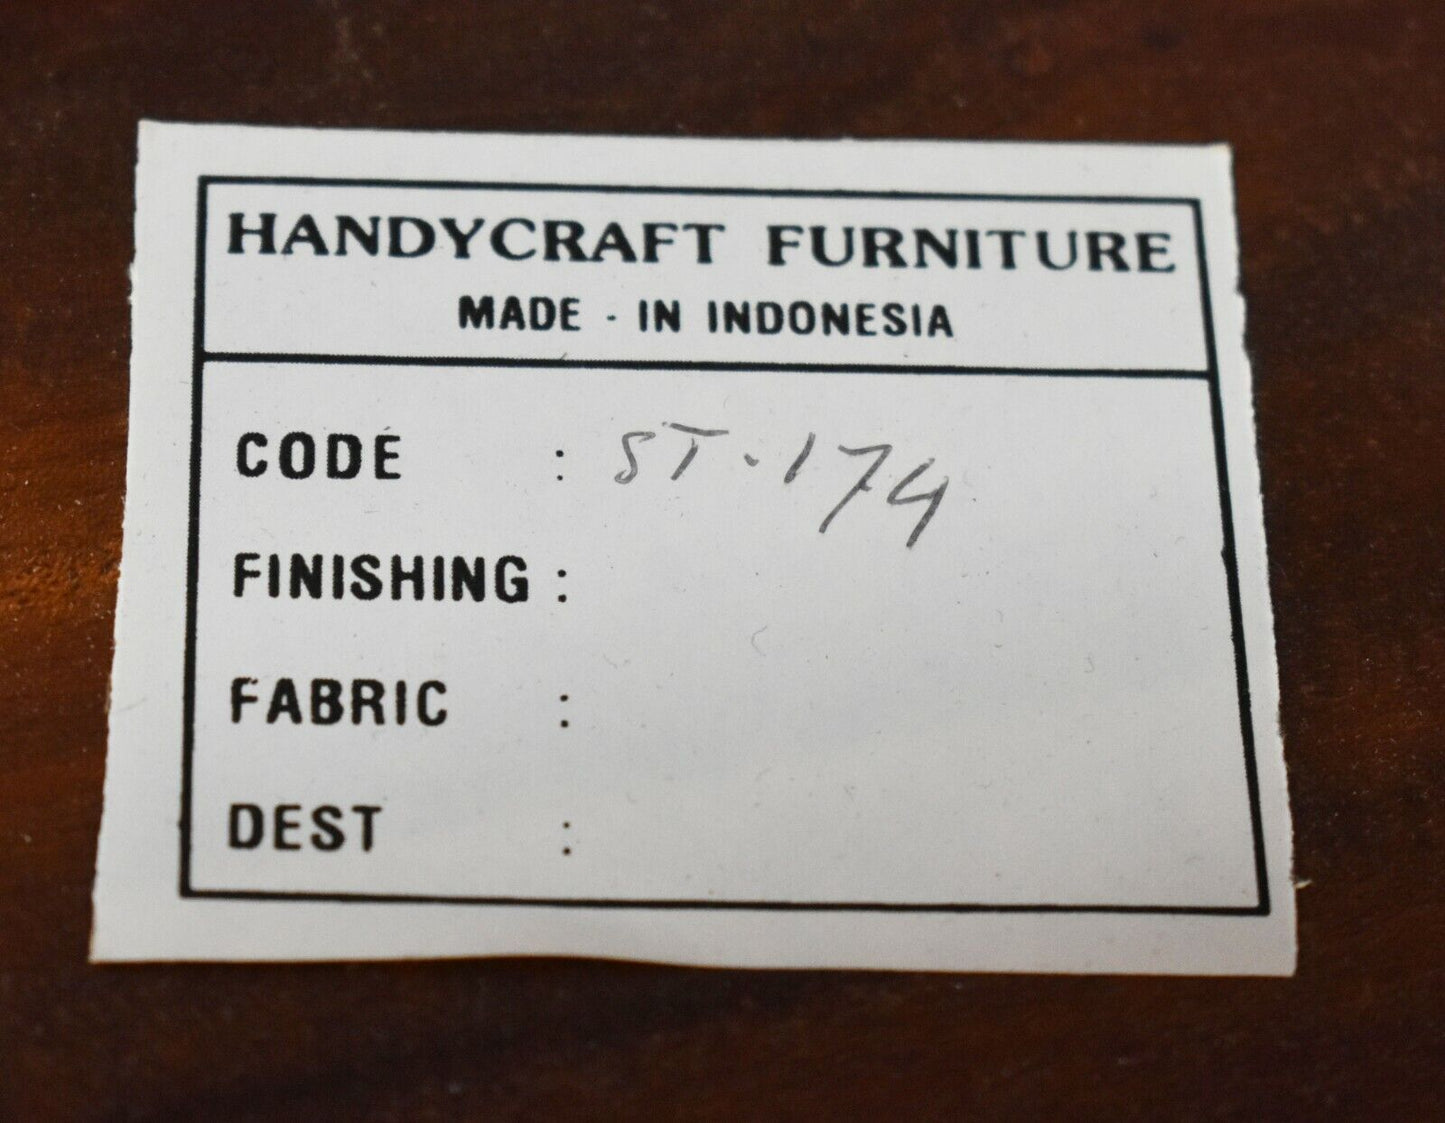 HANDYCRAFT FURNITURE
MADE - IN INDONESIA
CODE : ST-174
FINISHING :
FABRIC :
DEST :